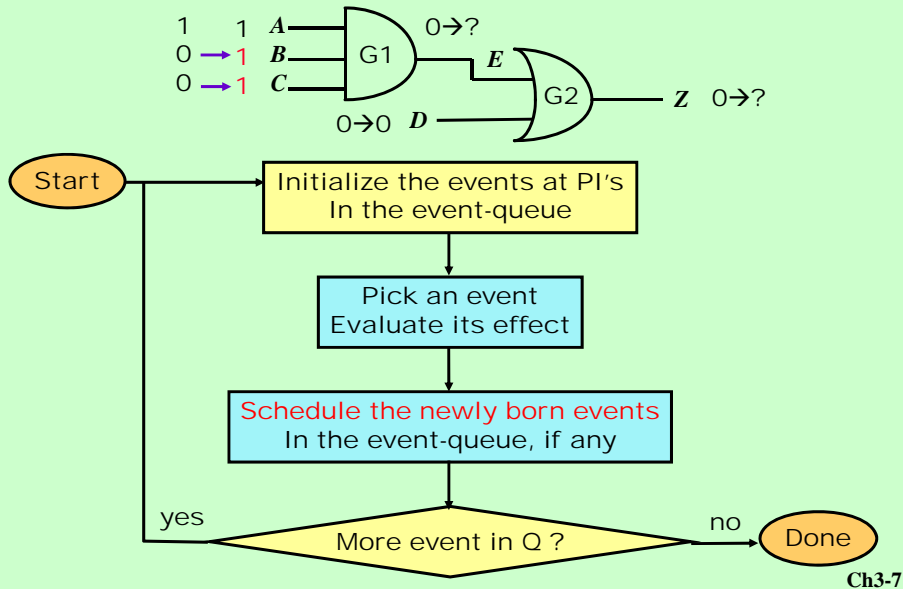 1 1 A 0→?
0 → 1 B G1
E
0 → 1 C
G2
Z 0→?
0→0 D
Start
Initialize the events at PI's
In the event-queue
Pick an event
Evaluate its effect
Schedule the newly born events
In the event-queue, if any
yes
More event in Q ?
no
Done
Ch3-7